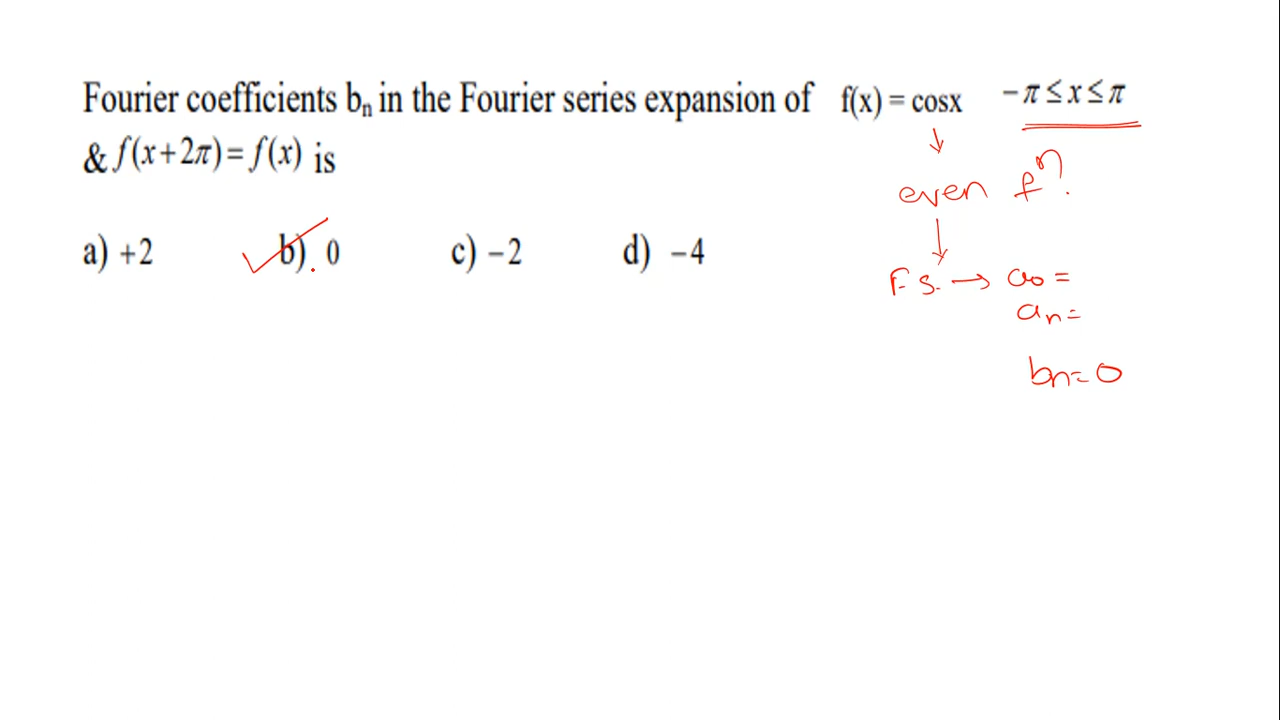 Fourier coefficients bₙ in the Fourier series expansion of f(x) = cosx −π≤x≤π
& f(x+2π)=f(x) is
even fⁿ.
a) +2 b). 0 c) −2 d) −4
F.S. → a₀ =
aₙ =
bₙ = 0